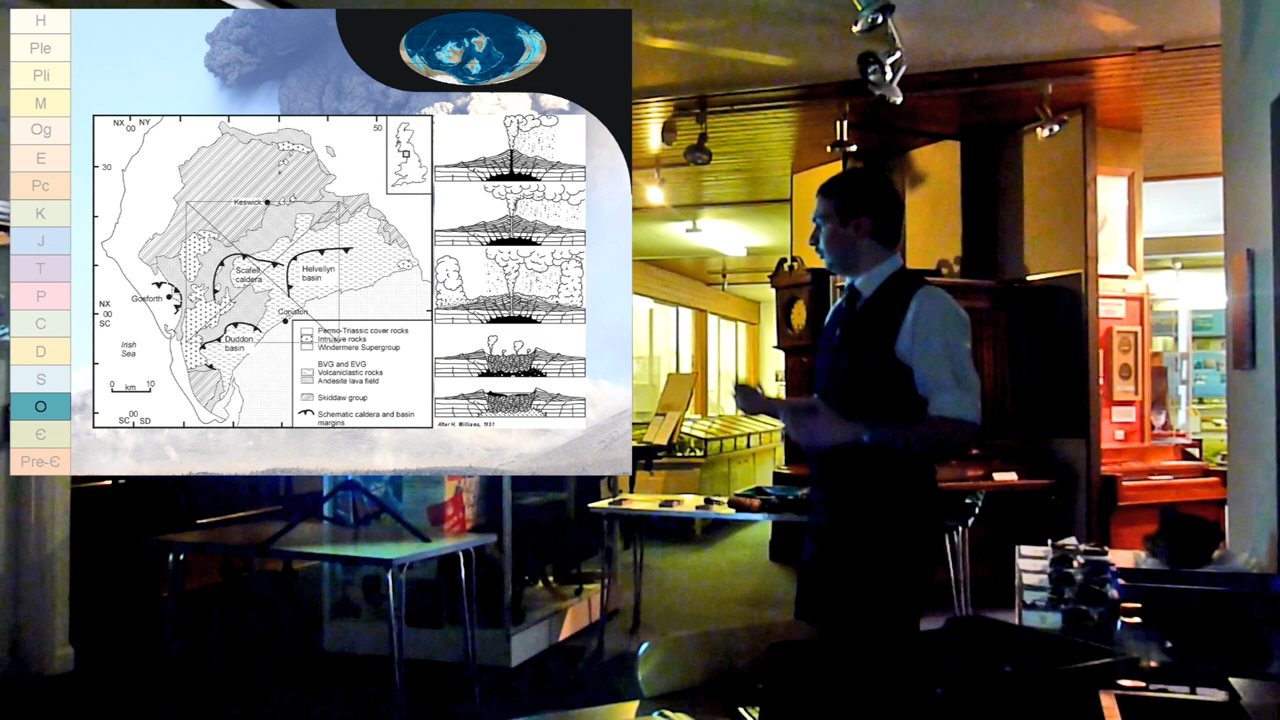 H
Ple
Pli
M
Og
E
Pc
K
J
T
P
C
D
S
O
Є
Pre-Є
NX
00
NY
50
30
Keswick
Scafell
caldera
Helvellyn
basin
Gosforth
NX
00
SC
Coniston
Duddon
basin
Irish
Sea
0 km 10
00
SC SD
Permo-Triassic cover rocks
Intrusive rocks
Windermere Supergroup
BVG and EVG
Volcaniclastic rocks
Andesite lava field
Skiddaw group
Schematic caldera and basin
margins
After H. Williams, 1951